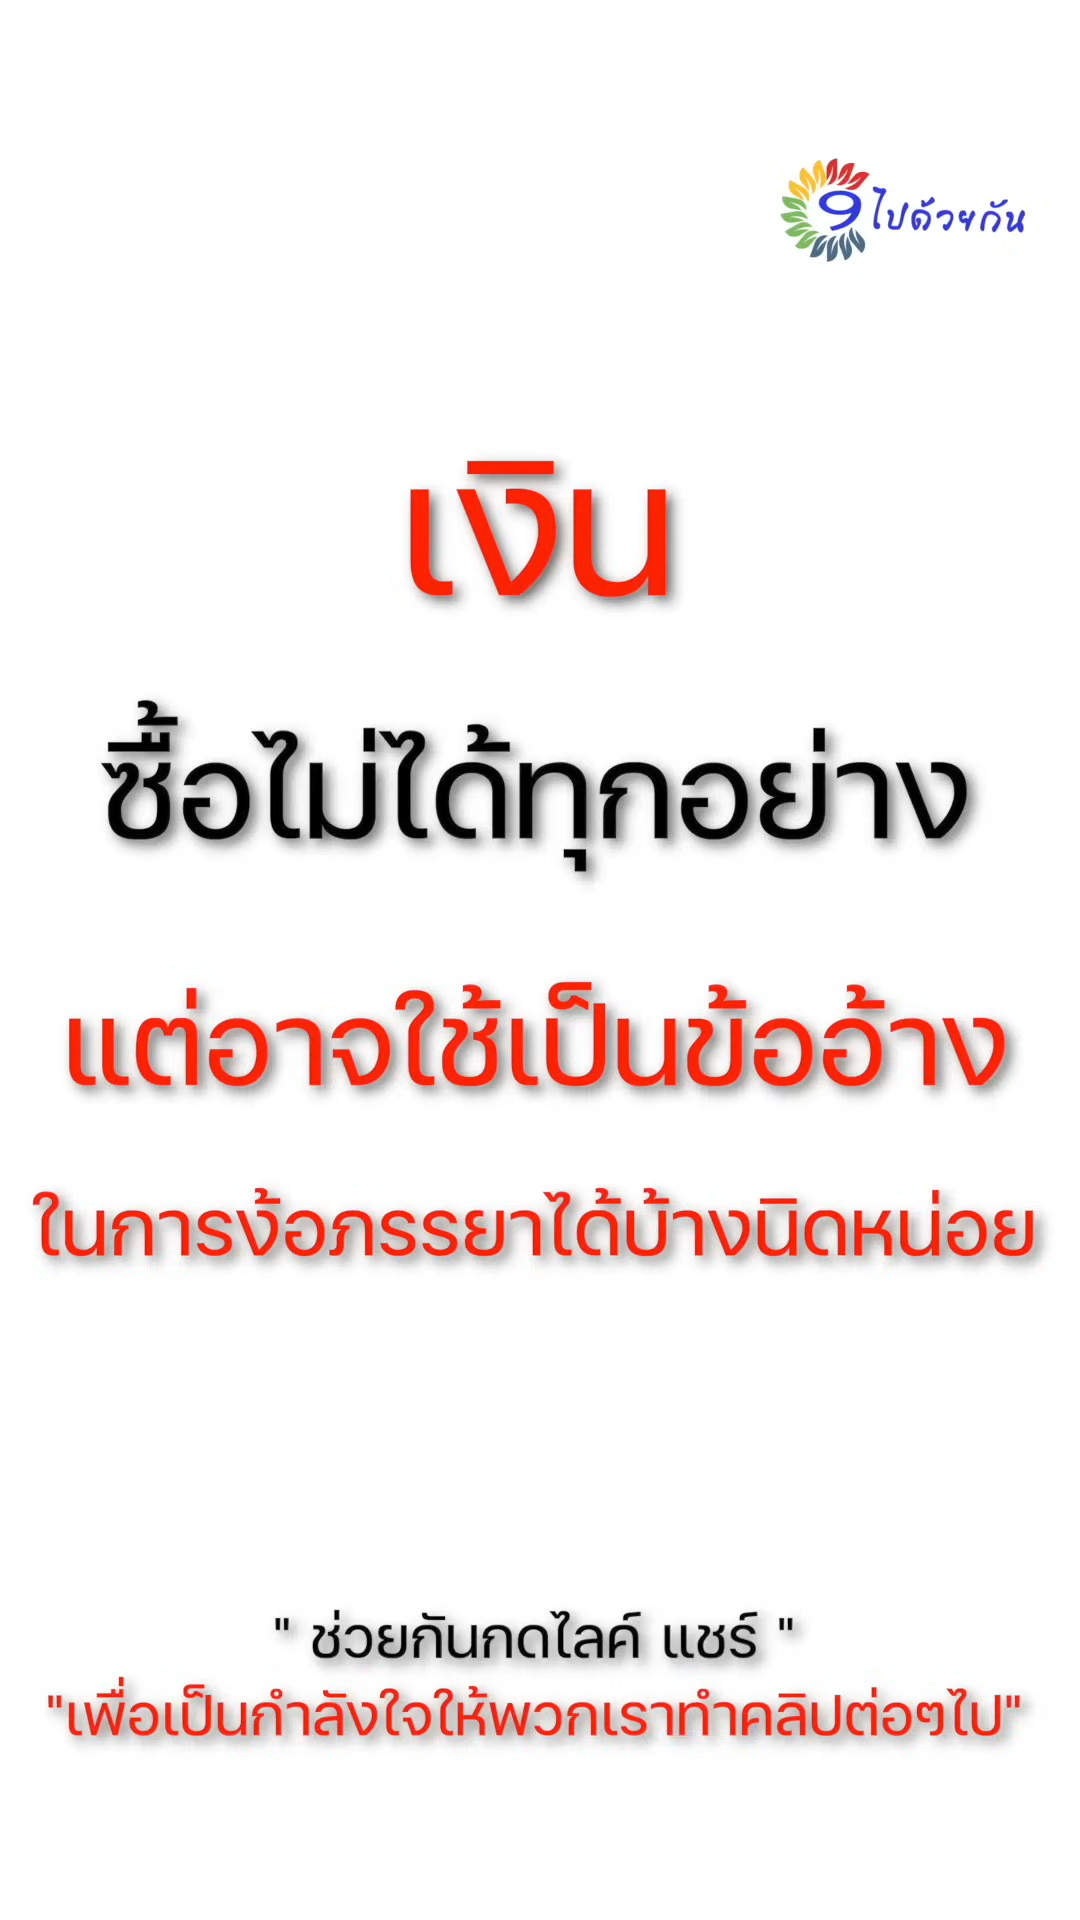 9 ไปด้วยกัน
เงิน
ซื้อไม่ได้ทุกอย่าง
แต่อาจใช้เป็นข้ออ้าง
ในการง้อภรรยาได้บ้างนิดหน่อย
" ช่วยกันกดไลค์ แชร์ "
"เพื่อเป็นกำลังใจให้พวกเราทำคลิปต่อๆไป"